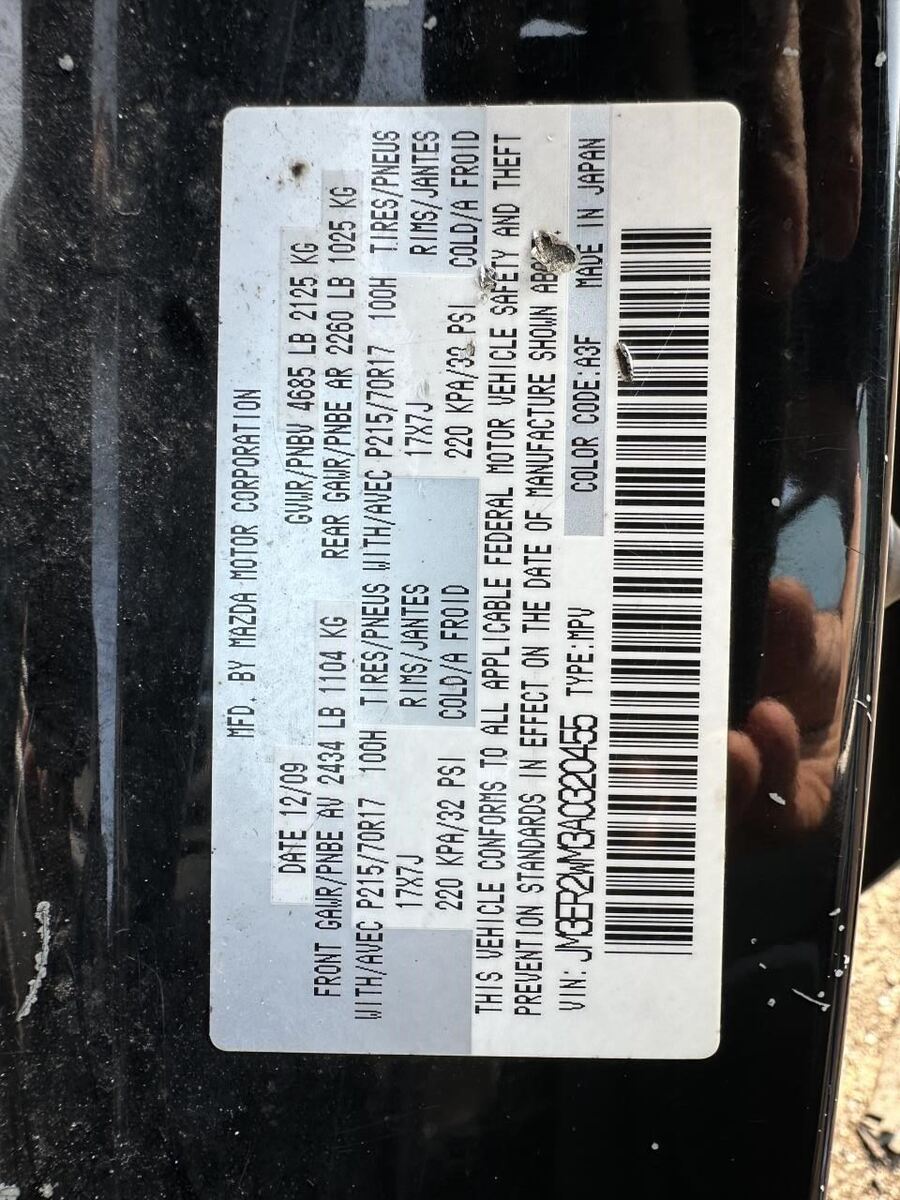 MFD. BY MAZDA MOTOR CORPORATION
DATE 12/09 GVWR/PNBV 4685 LB 2125 KG
FRONT GAWR/PNBE AV 2434 LB 1104 KG REAR GAWR/PNBE AR 2260 LB 1025 KG
WITH/AVEC P215/70R17 100H TIRES/PNEUS WITH/AVEC P215/70R17 100H TIRES/PNEUS
17X7J RIMS/JANTES 17X7J RIMS/JANTES
220 KPA/32 PSI COLD/A FROID 220 KPA/32 PSI COLD/A FROID
THIS VEHICLE CONFORMS TO ALL APPLICABLE FEDERAL MOTOR VEHICLE SAFETY AND THEFT
PREVENTION STANDARDS IN EFFECT ON THE DATE OF MANUFACTURE SHOWN
VIN: JM3ER2WM3A0320455 TYPE:MPV COLOR CODE:A3F MADE IN JAPAN